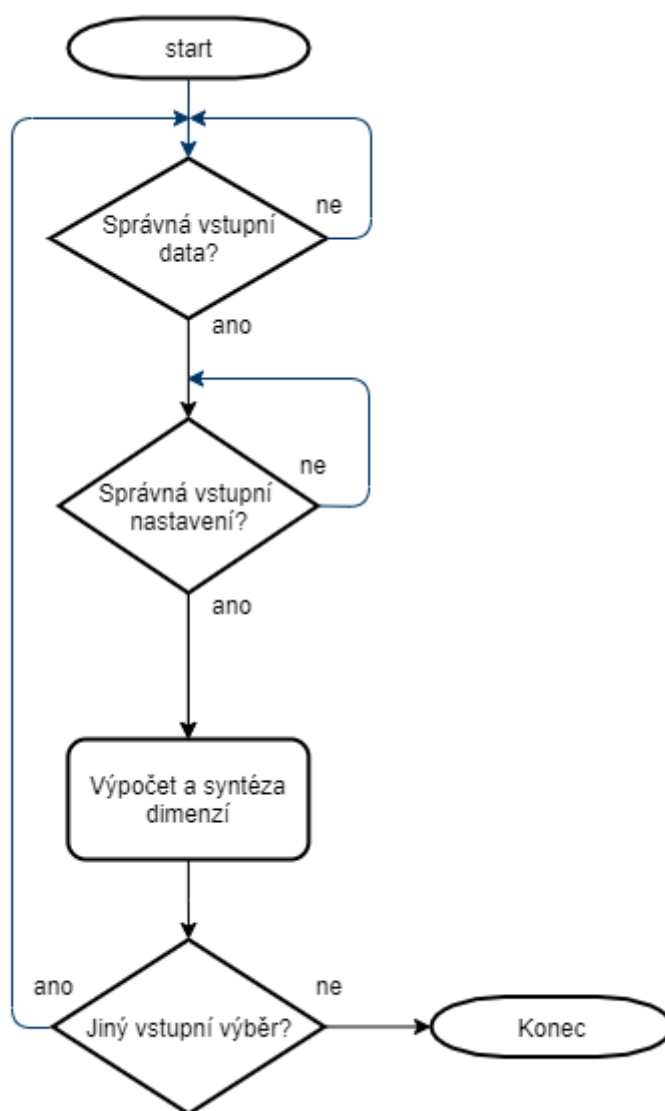 start
Správná vstupní
data?
ne
ano
Správná vstupní
nastavení?
ne
ano
Výpočet a syntéza
dimenzí
ano
Jiný vstupní výběr?
ne
Konec